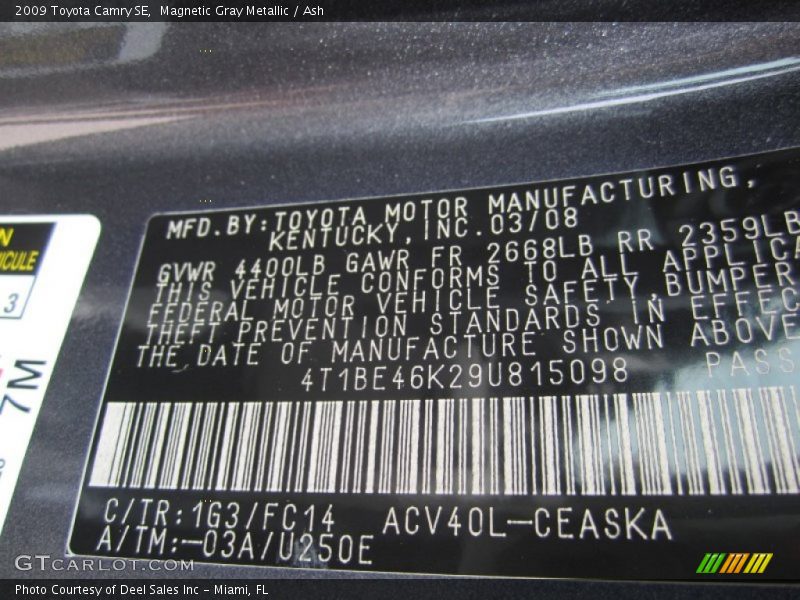 2009 Toyota Camry SE, Magnetic Gray Metallic / Ash
N
VEHICULE
3
7M
MFD. BY: TOYOTA MOTOR MANUFACTURING,
KENTUCKY, INC. 03/08
GVWR 4400LB GAWR FR 2668LB RR 2359LB
THIS VEHICLE CONFORMS TO ALL APPLICA
FEDERAL MOTOR VEHICLE SAFETY, BUMPER
THEFT PREVENTION STANDARDS IN EFFEC
THE DATE OF MANUFACTURE SHOWN ABOVE
4T1BE46K29U815098 PASS
C/TR:1G3/FC14 ACV40L-CEASKA
A/TM:-03A/U250E
GTCARLOT.COM
Photo Courtesy of Deel Sales Inc - Miami, FL